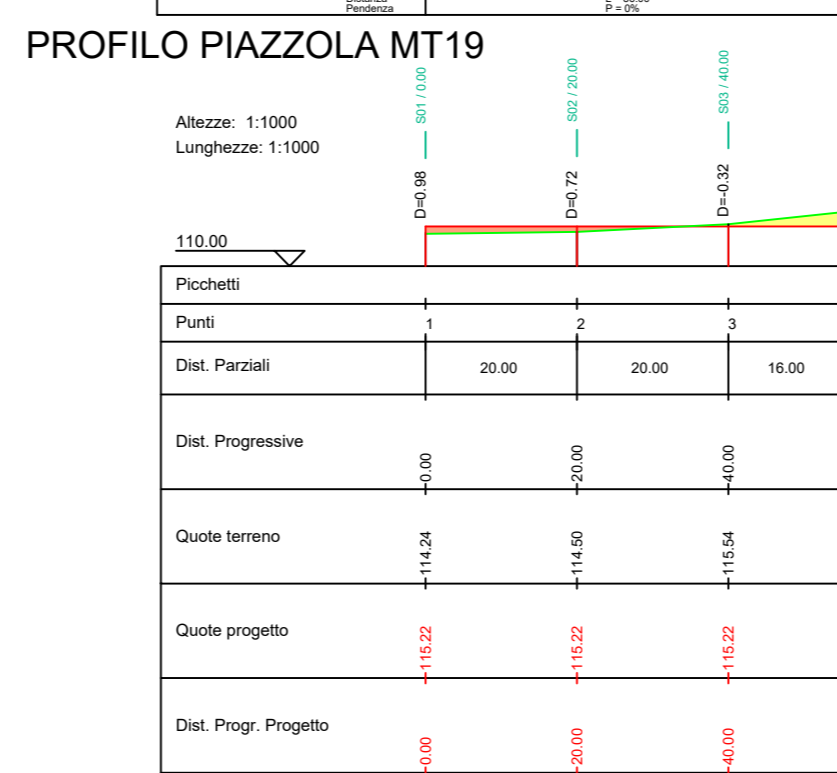 Pendenza
P = 0%
PROFILO PIAZZOLA MT19
Altezze: 1:1000
Lunghezze: 1:1000
S01 / 0.00
S02 / 20.00
S03 / 40.00
D=0.98
D=0.72
D=-0.32
110.00
Picchetti
Punti 1 2 3
Dist. Parziali 20.00 20.00 16.00
Dist. Progressive 0.00 20.00 40.00
Quote terreno 114.24 114.50 115.54
Quote progetto 115.22 115.22 115.22
Dist. Progr. Progetto 0.00 20.00 40.00